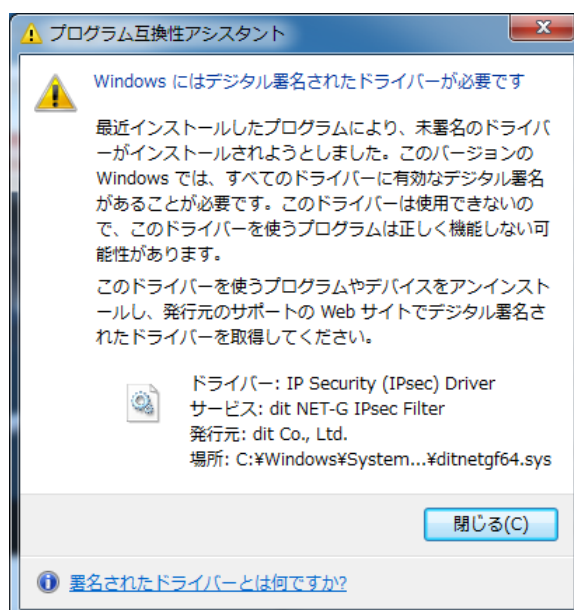 プログラム互換性アシスタント
Windows にはデジタル署名されたドライバーが必要です
最近インストールしたプログラムにより、未署名のドライバ
ーがインストールされようとしました。このバージョンの
Windows では、すべてのドライバーに有効なデジタル署名
があることが必要です。このドライバーは使用できないの
で、このドライバーを使うプログラムは正しく機能しない可
能性があります。
このドライバーを使うプログラムやデバイスをアンインスト
ールし、発行元のサポートの Web サイトでデジタル署名さ
れたドライバーを取得してください。
ドライバー: IP Security (IPsec) Driver
サービス: dit NET-G IPsec Filter
発行元: dit Co., Ltd.
場所: C:¥Windows¥System...¥ditnetgf64.sys
閉じる(C)
署名されたドライバーとは何ですか?